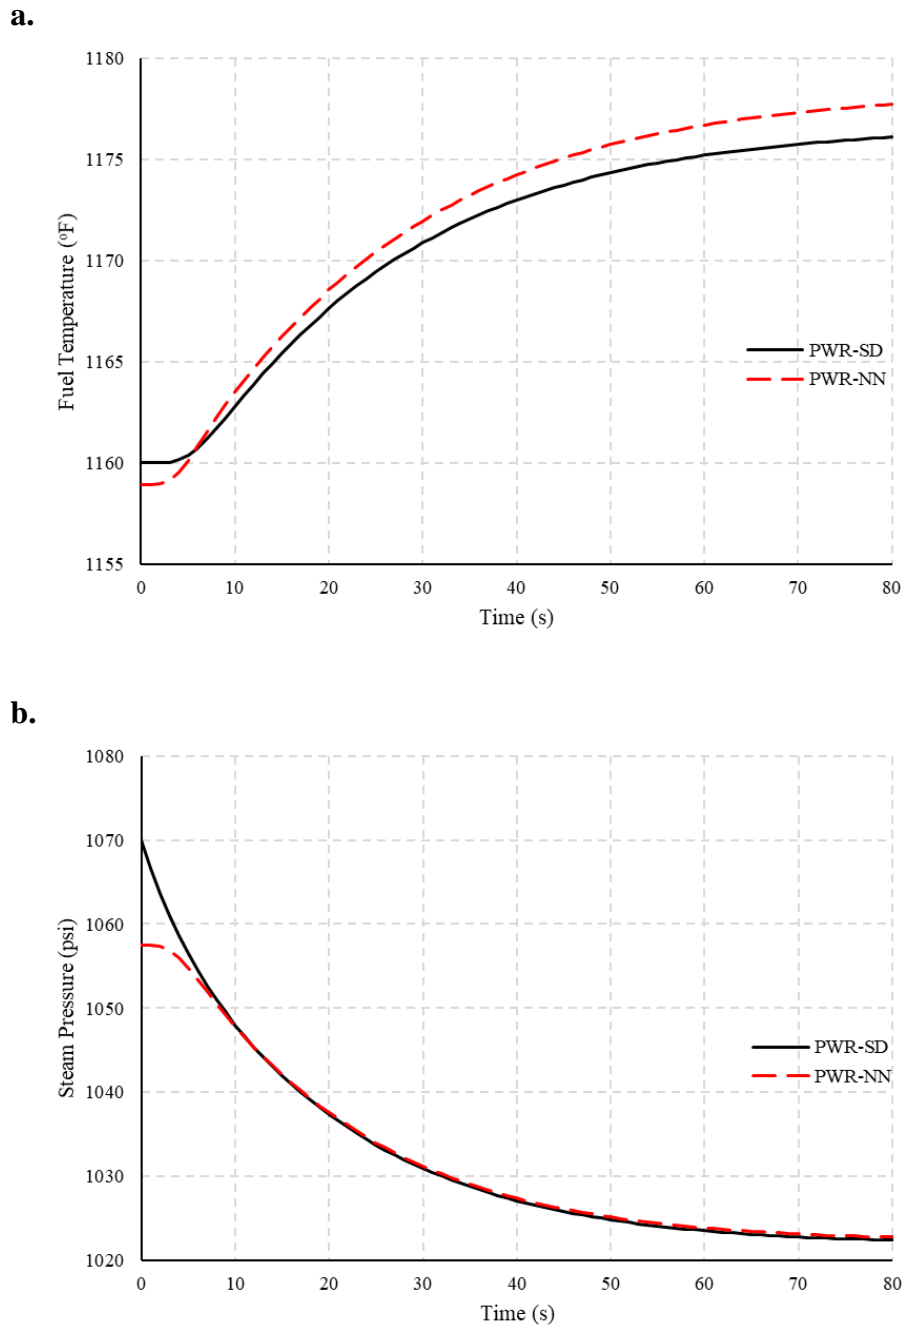 a.
1180
1175
1170
1165
1160
1155
Fuel Temperature (°F)
PWR-SD
PWR-NN
0 10 20 30 40 50 60 70 80
Time (s)
b.
1080
1070
1060
1050
1040
1030
1020
Steam Pressure (psi)
PWR-SD
PWR-NN
0 10 20 30 40 50 60 70 80
Time (s)